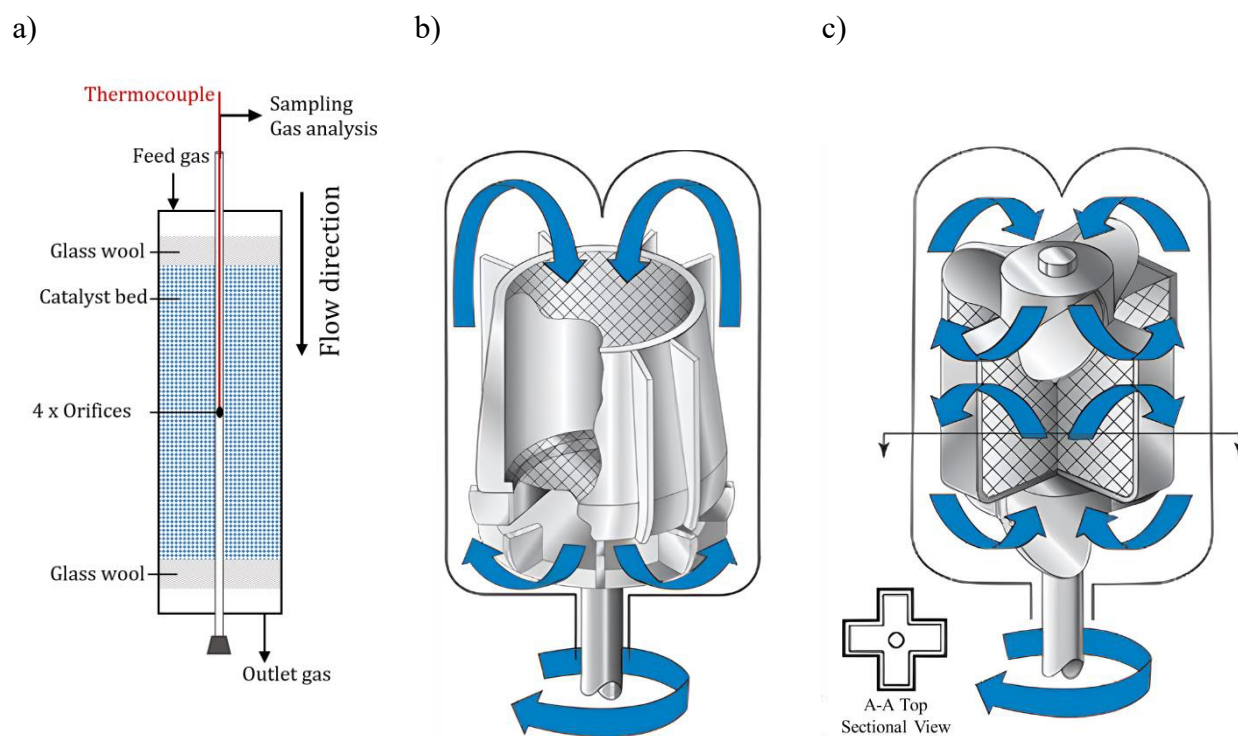 a)
b)
c)
Thermocouple
Sampling
Gas analysis
Feed gas
Flow direction
Glass wool
Catalyst bed
4 x Orifices
Glass wool
Outlet gas
A-A Top
Sectional View